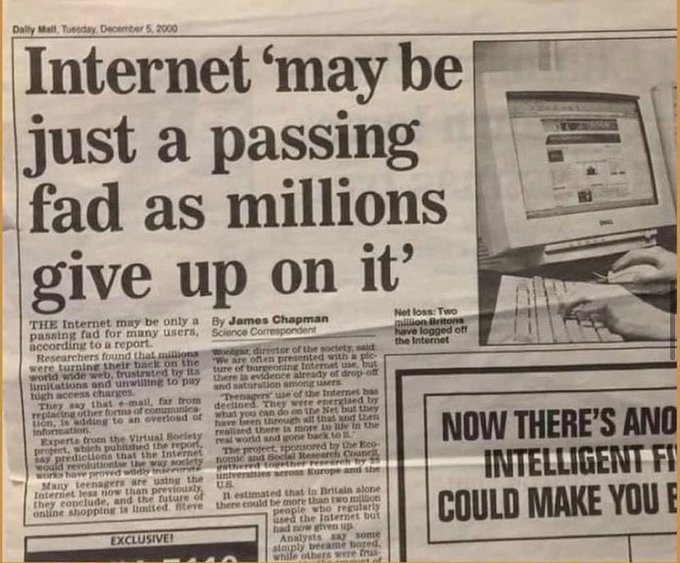 Daily Mail, Tuesday, December 5, 2000
Internet ‘may be
just a passing
fad as millions
give up on it’
THE Internet may be only a
passing fad for many users,
according to a report.
Researchers found that millions
were turning their back on the
world wide web, frustrated by its
limitations and unwilling to pay
high access charges.
They say that e-mail, far from
replacing other forms of communica-
tion, is adding to an overload of
information.
Experts from the Virtual Society
project, which published the report,
say predictions that the Internet
would revolutionise the way society
works have proved wildly inaccurate.
Many teenagers are using the
Internet less now than previously,
they conclude, and the future of
online shopping is limited. Steve
By James Chapman
Science Correspondent
Woolgar, director of the society, said:
'We are often presented with a pic-
ture of burgeoning Internet use, but
there is evidence already of drop-off
and saturation among users.
'Teenagers' use of the Internet has
declined. They were energised by
what you can do on the Net but they
have been through all that and then
realised there is more to life in the
real world and gone back to it.'
The project, sponsored by the Eco-
nomic and Social Research Council,
gathered together research by 25
universities across Europe and the
U.S.
It estimated that in Britain alone
there could be more than two million
people who regularly
used the Internet but
had now given up.
Analysts say some
simply became bored,
while others were frus-
DELL
Net loss: Two
million Britons
have logged off
the Internet
NOW THERE'S ANO
INTELLIGENT FI
COULD MAKE YOU
EXCLUSIVE!